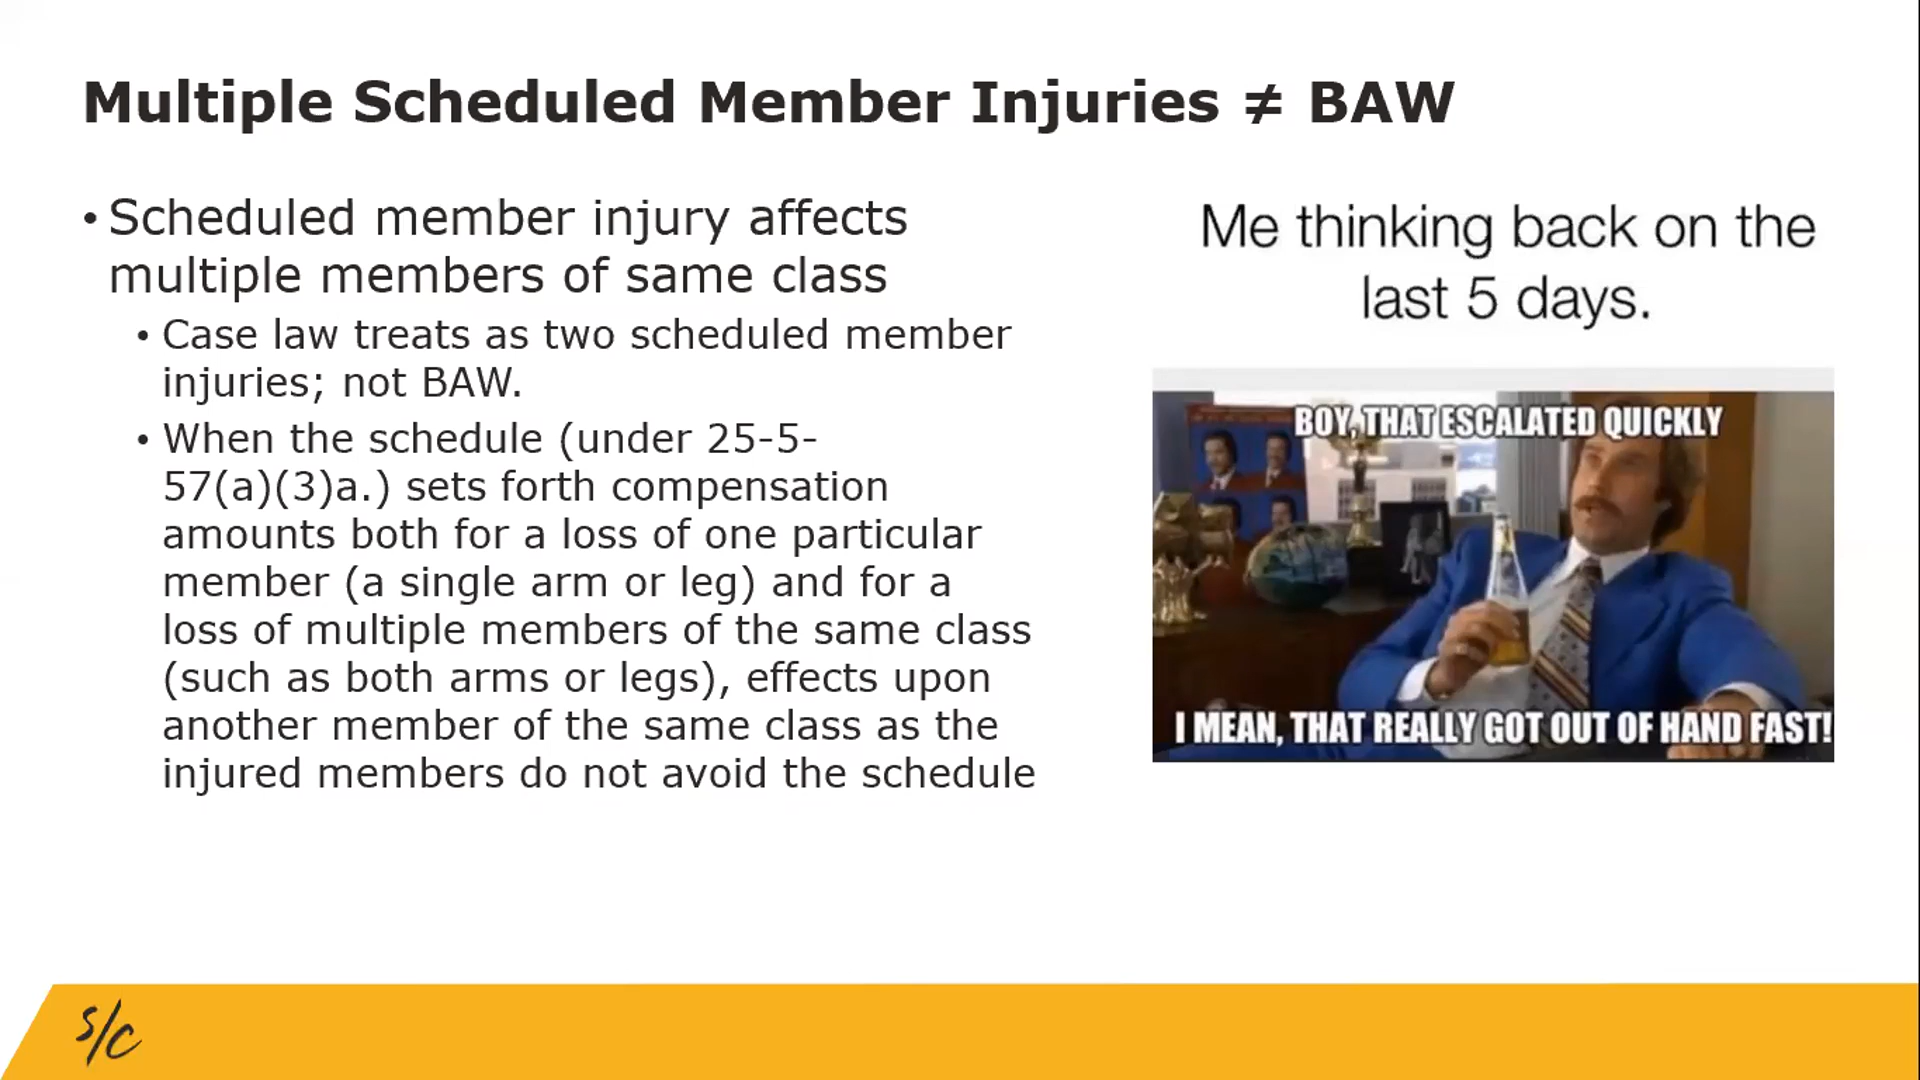 Multiple Scheduled Member Injuries ≠ BAW
• Scheduled member injury affects
multiple members of same class
• Case law treats as two scheduled member
injuries; not BAW.
• When the schedule (under 25-5-
57(a)(3)a.) sets forth compensation
amounts both for a loss of one particular
member (a single arm or leg) and for a
loss of multiple members of the same class
(such as both arms or legs), effects upon
another member of the same class as the
injured members do not avoid the schedule
Me thinking back on the
last 5 days.
BOY, THAT ESCALATED QUICKLY
I MEAN, THAT REALLY GOT OUT OF HAND FAST!
S/C